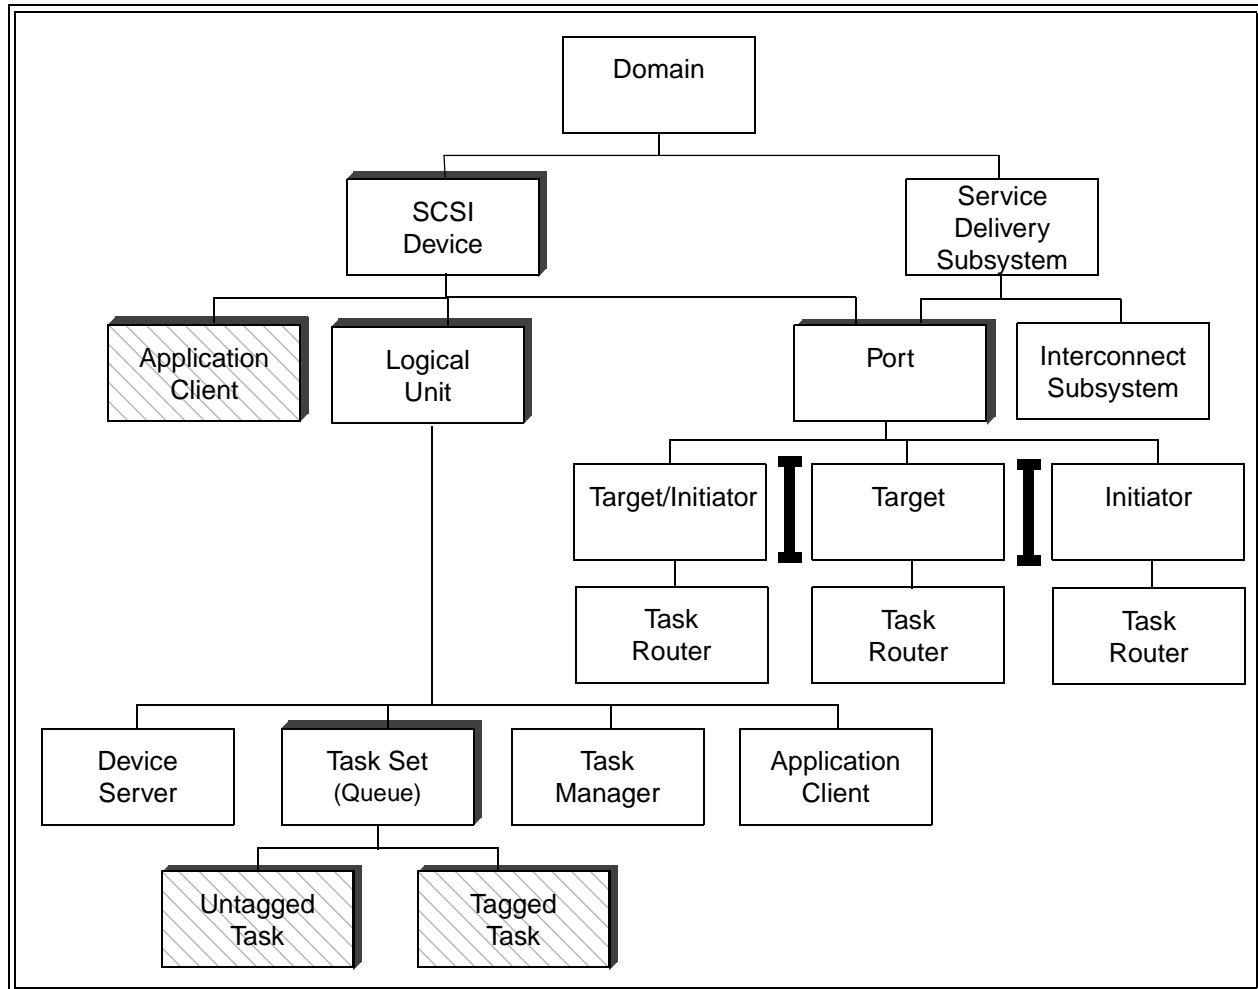 Domain
SCSI
Device
Service
Delivery
Subsystem
Application
Client
Logical
Unit
Port
Interconnect
Subsystem
Target/Initiator
Target
Initiator
Task
Router
Task
Router
Task
Router
Device
Server
Task Set
(Queue)
Task
Manager
Application
Client
Untagged
Task
Tagged
Task